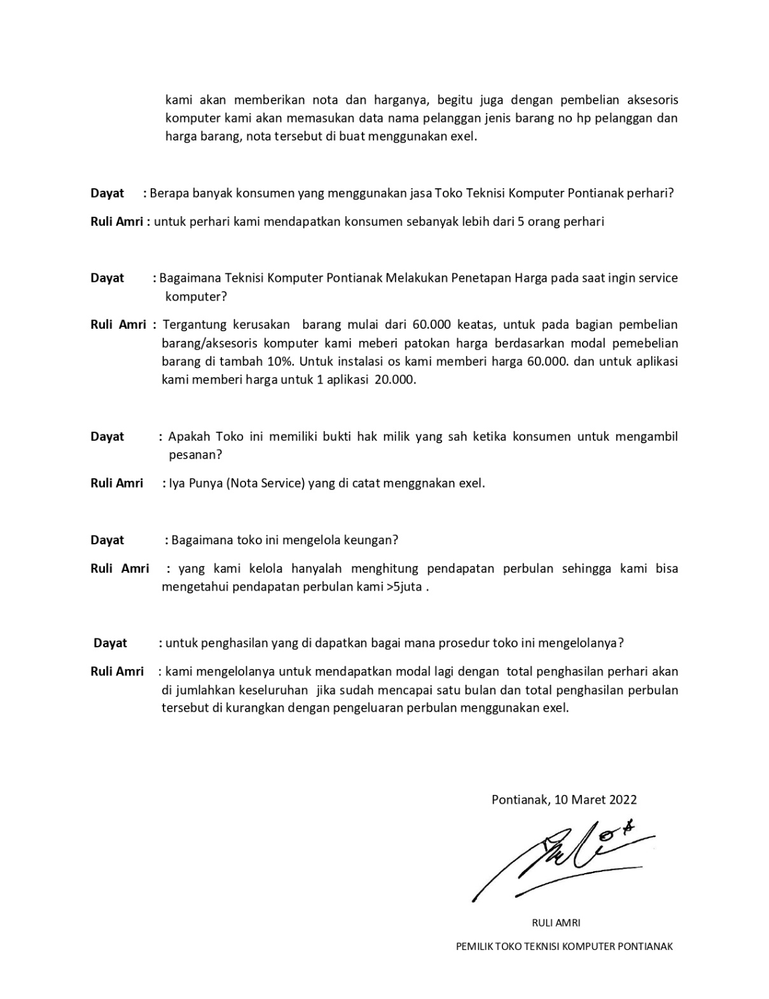 kami akan memberikan nota dan harganya, begitu juga dengan pembelian aksesoris
komputer kami akan memasukan data nama pelanggan jenis barang no hp pelanggan dan
harga barang, nota tersebut di buat menggunakan exel.
Dayat : Berapa banyak konsumen yang menggunakan jasa Toko Teknisi Komputer Pontianak perhari?
Ruli Amri : untuk perhari kami mendapatkan konsumen sebanyak lebih dari 5 orang perhari
Dayat : Bagaimana Teknisi Komputer Pontianak Melakukan Penetapan Harga pada saat ingin service
komputer?
Ruli Amri : Tergantung kerusakan barang mulai dari 60.000 keatas, untuk pada bagian pembelian
barang/aksesoris komputer kami meberi patokan harga berdasarkan modal pemebelian
barang di tambah 10%. Untuk instalasi os kami memberi harga 60.000. dan untuk aplikasi
kami memberi harga untuk 1 aplikasi 20.000.
Dayat : Apakah Toko ini memiliki bukti hak milik yang sah ketika konsumen untuk mengambil
pesanan?
Ruli Amri : Iya Punya (Nota Service) yang di catat menggnakan exel.
Dayat : Bagaimana toko ini mengelola keungan?
Ruli Amri : yang kami kelola hanyalah menghitung pendapatan perbulan sehingga kami bisa
mengetahui pendapatan perbulan kami >5juta .
Dayat : untuk penghasilan yang di dapatkan bagai mana prosedur toko ini mengelolanya?
Ruli Amri : kami mengelolanya untuk mendapatkan modal lagi dengan total penghasilan perhari akan
di jumlahkan keseluruhan jika sudah mencapai satu bulan dan total penghasilan perbulan
tersebut di kurangkan dengan pengeluaran perbulan menggunakan exel.
Pontianak, 10 Maret 2022
RULI AMRI
PEMILIK TOKO TEKNISI KOMPUTER PONTIANAK